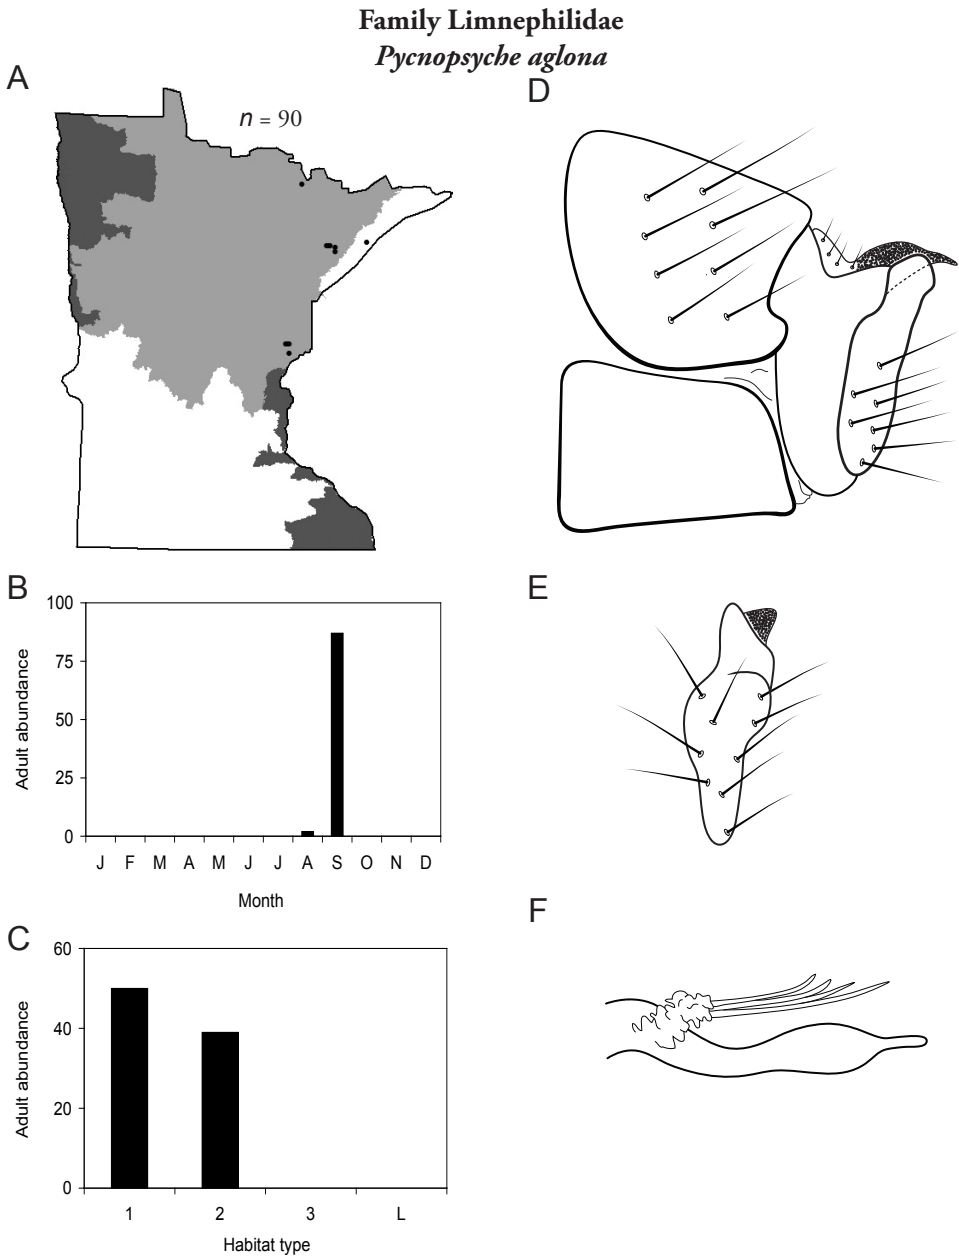 Family Limnephilidae
Pycnopsyche aglona
A
n = 90
B
100
75
50
25
0
Adult abundance
J F M A M J J A S O N D
Month
C
60
40
20
0
Adult abundance
1 2 3 L
Habitat type
D
E
F